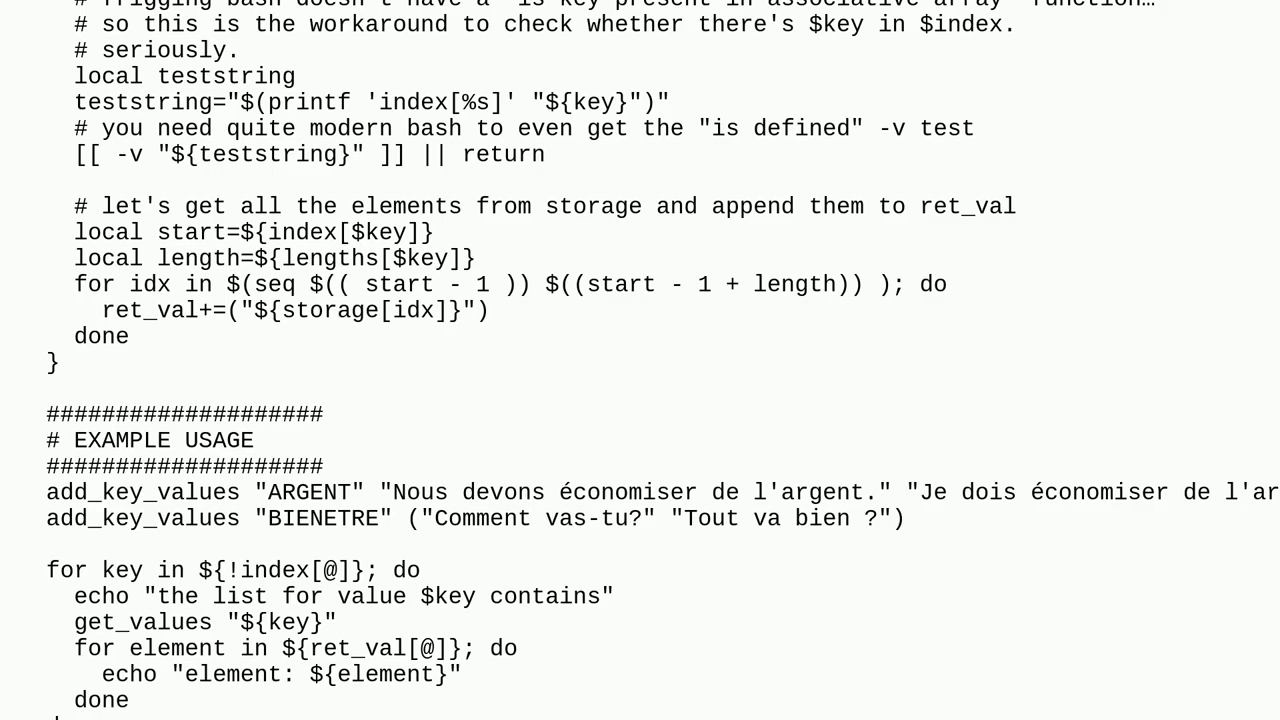 # so this is the workaround to check whether there's $key in $index.
# seriously.
local teststring
teststring="$(printf 'index[%s]' "${key}")"
# you need quite modern bash to even get the "is defined" -v test
[[ -v "${teststring}" ]] || return
# let's get all the elements from storage and append them to ret_val
local start=${index[$key]}
local length=${lengths[$key]}
for idx in $(seq $(( start - 1 )) $((start - 1 + length)) ); do
ret_val+=("${storage[idx]}")
done
}
####################
# EXAMPLE USAGE
####################
add_key_values "ARGENT" "Nous devons économiser de l'argent." "Je dois économiser de l'ar
add_key_values "BIENETRE" ("Comment vas-tu?" "Tout va bien ?")
for key in ${!index[@]}; do
echo "the list for value $key contains"
get_values "${key}"
for element in ${ret_val[@]}; do
echo "element: ${element}"
done